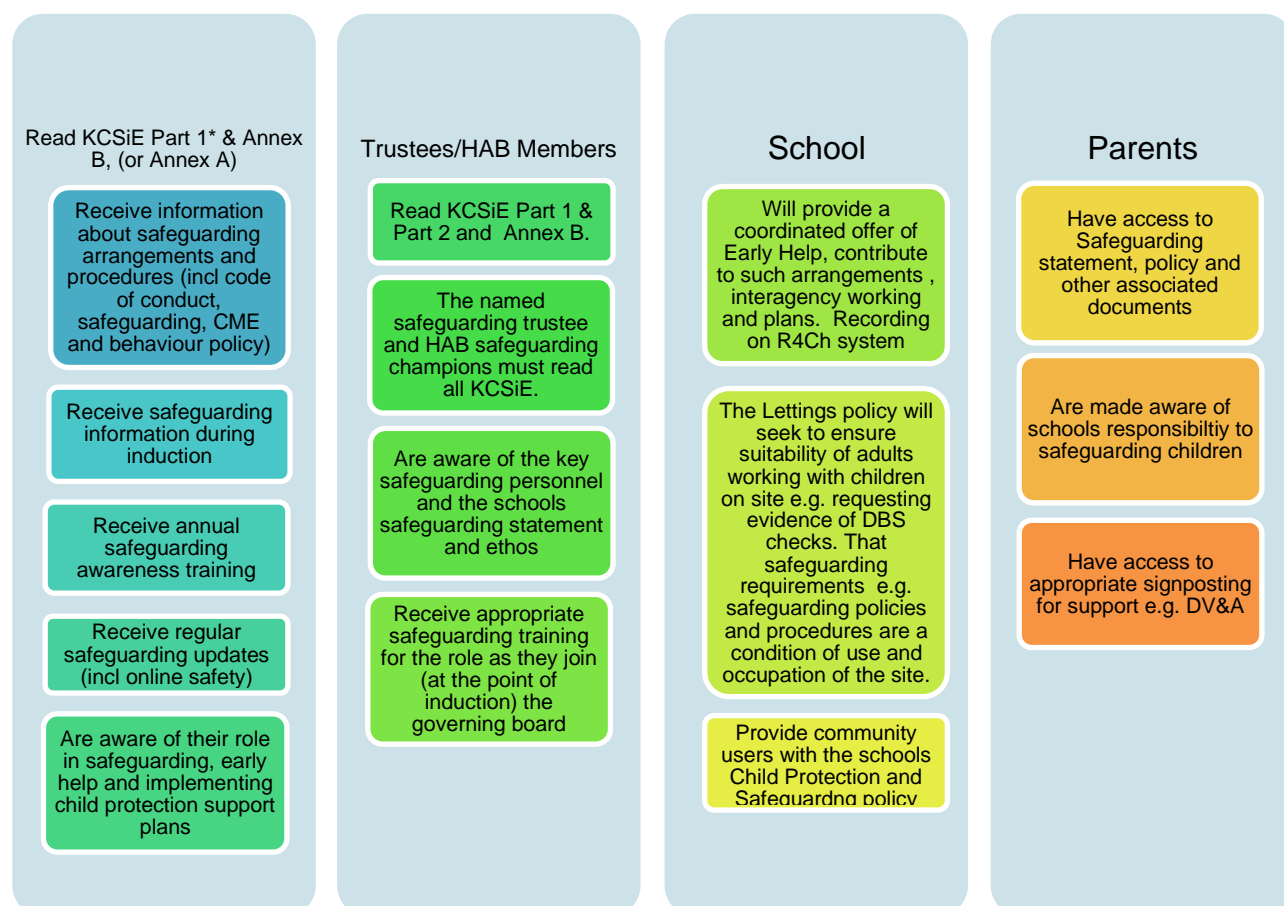 Read KCSiE Part 1* & Annex
B, (or Annex A)
Receive information
about safeguarding
arrangements and
procedures (incl code
of conduct,
safeguarding, CME
and behaviour policy)
Receive safeguarding
information during
induction
Receive annual
safeguarding
awareness training
Receive regular
safeguarding updates
(incl online safety)
Are aware of their role
in safeguarding, early
help and implementing
child protection support
plans
Trustees/HAB Members
Read KCSiE Part 1 &
Part 2 and Annex B.
The named
safeguarding trustee
and HAB safeguarding
champions must read
all KCSiE.
Are aware of the key
safeguarding personnel
and the schools
safeguarding statement
and ethos
Receive appropriate
safeguarding training
for the role as they join
(at the point of
induction) the
governing board
School
Will provide a
coordinated offer of
Early Help, contribute
to such arrangements ,
interagency working
and plans. Recording
on R4Ch system
The Lettings policy will
seek to ensure
suitability of adults
working with children
on site e.g. requesting
evidence of DBS
checks. That
safeguarding
requirements e.g.
safeguarding policies
and procedures are a
condition of use and
occupation of the site.
Provide community
users with the schools
Child Protection and
Safeguardng policy
Parents
Have access to
Safeguarding
statement, policy and
other associated
documents
Are made aware of
schools responsibiltiy to
safeguarding children
Have access to
appropriate signposting
for support e.g. DV&A